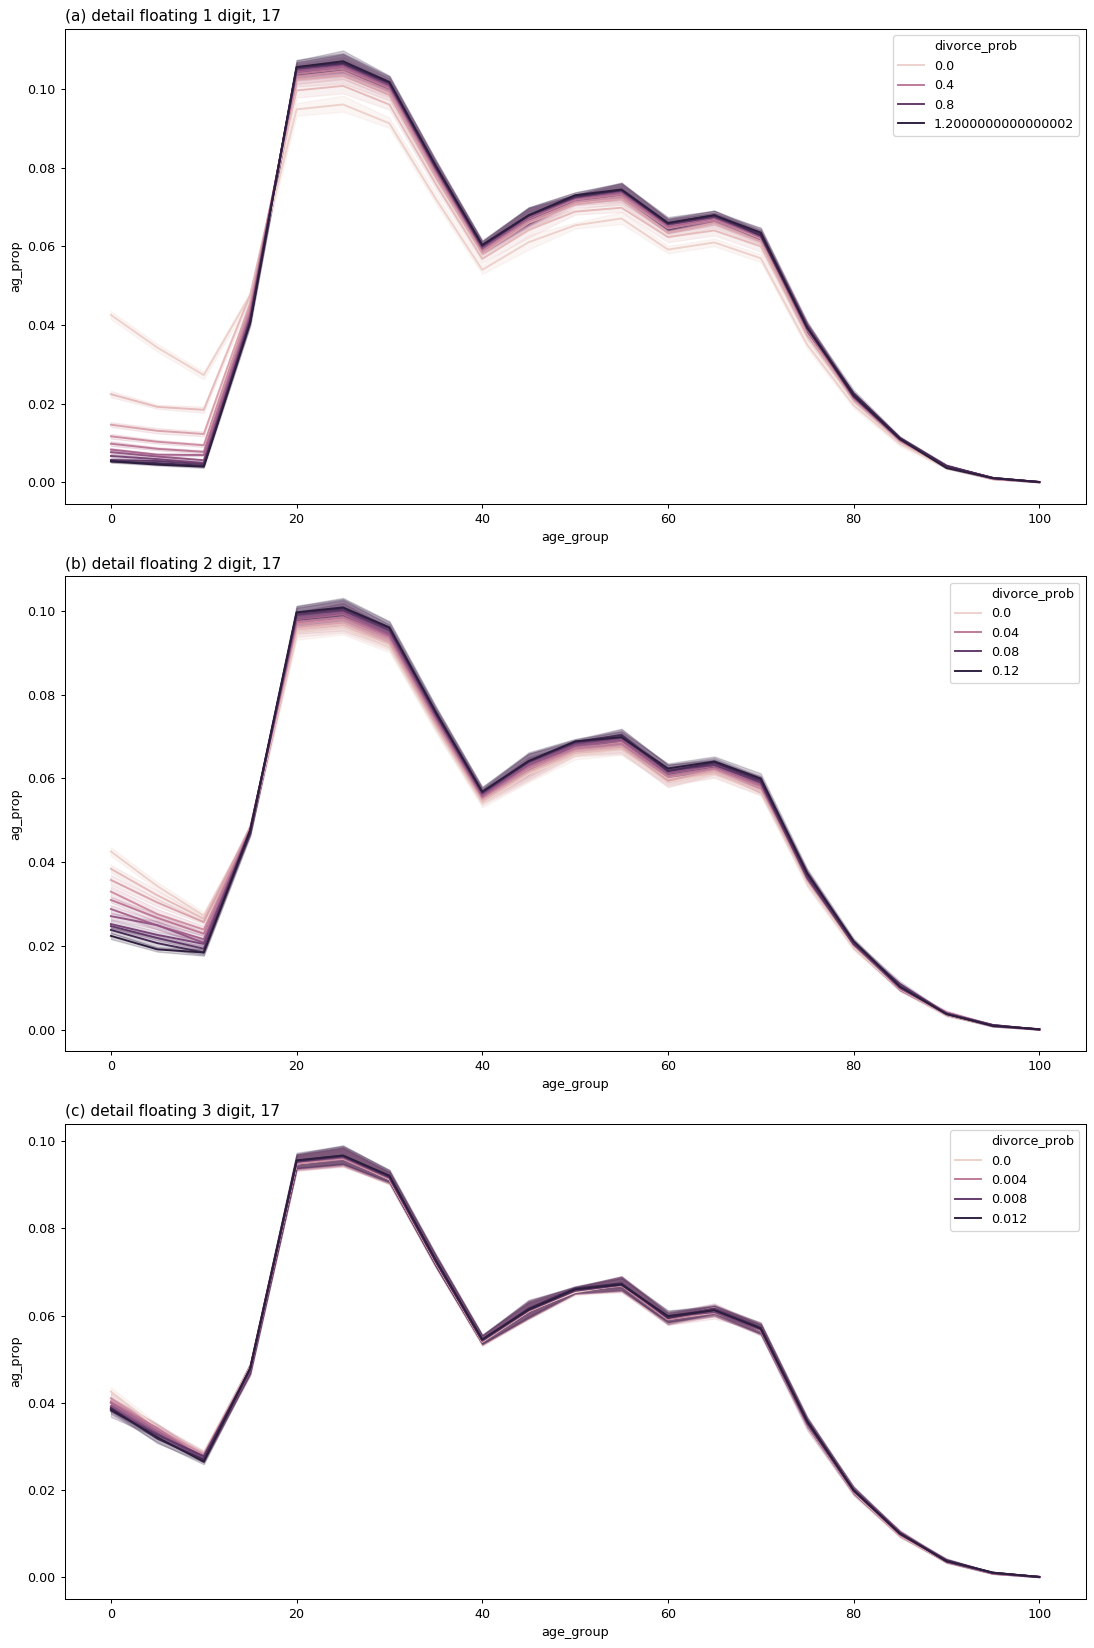 (a) detail floating 1 digit, 17
divorce_prob
0.0
0.4
0.8
1.2000000000000002
0.10
0.08
0.06
0.04
0.02
0.00
ag_prop
0 20 40 60 80 100
age_group
(b) detail floating 2 digit, 17
divorce_prob
0.0
0.04
0.08
0.12
0.10
0.08
0.06
0.04
0.02
0.00
ag_prop
0 20 40 60 80 100
age_group
(c) detail floating 3 digit, 17
divorce_prob
0.0
0.004
0.008
0.012
0.10
0.08
0.06
0.04
0.02
0.00
ag_prop
0 20 40 60 80 100
age_group